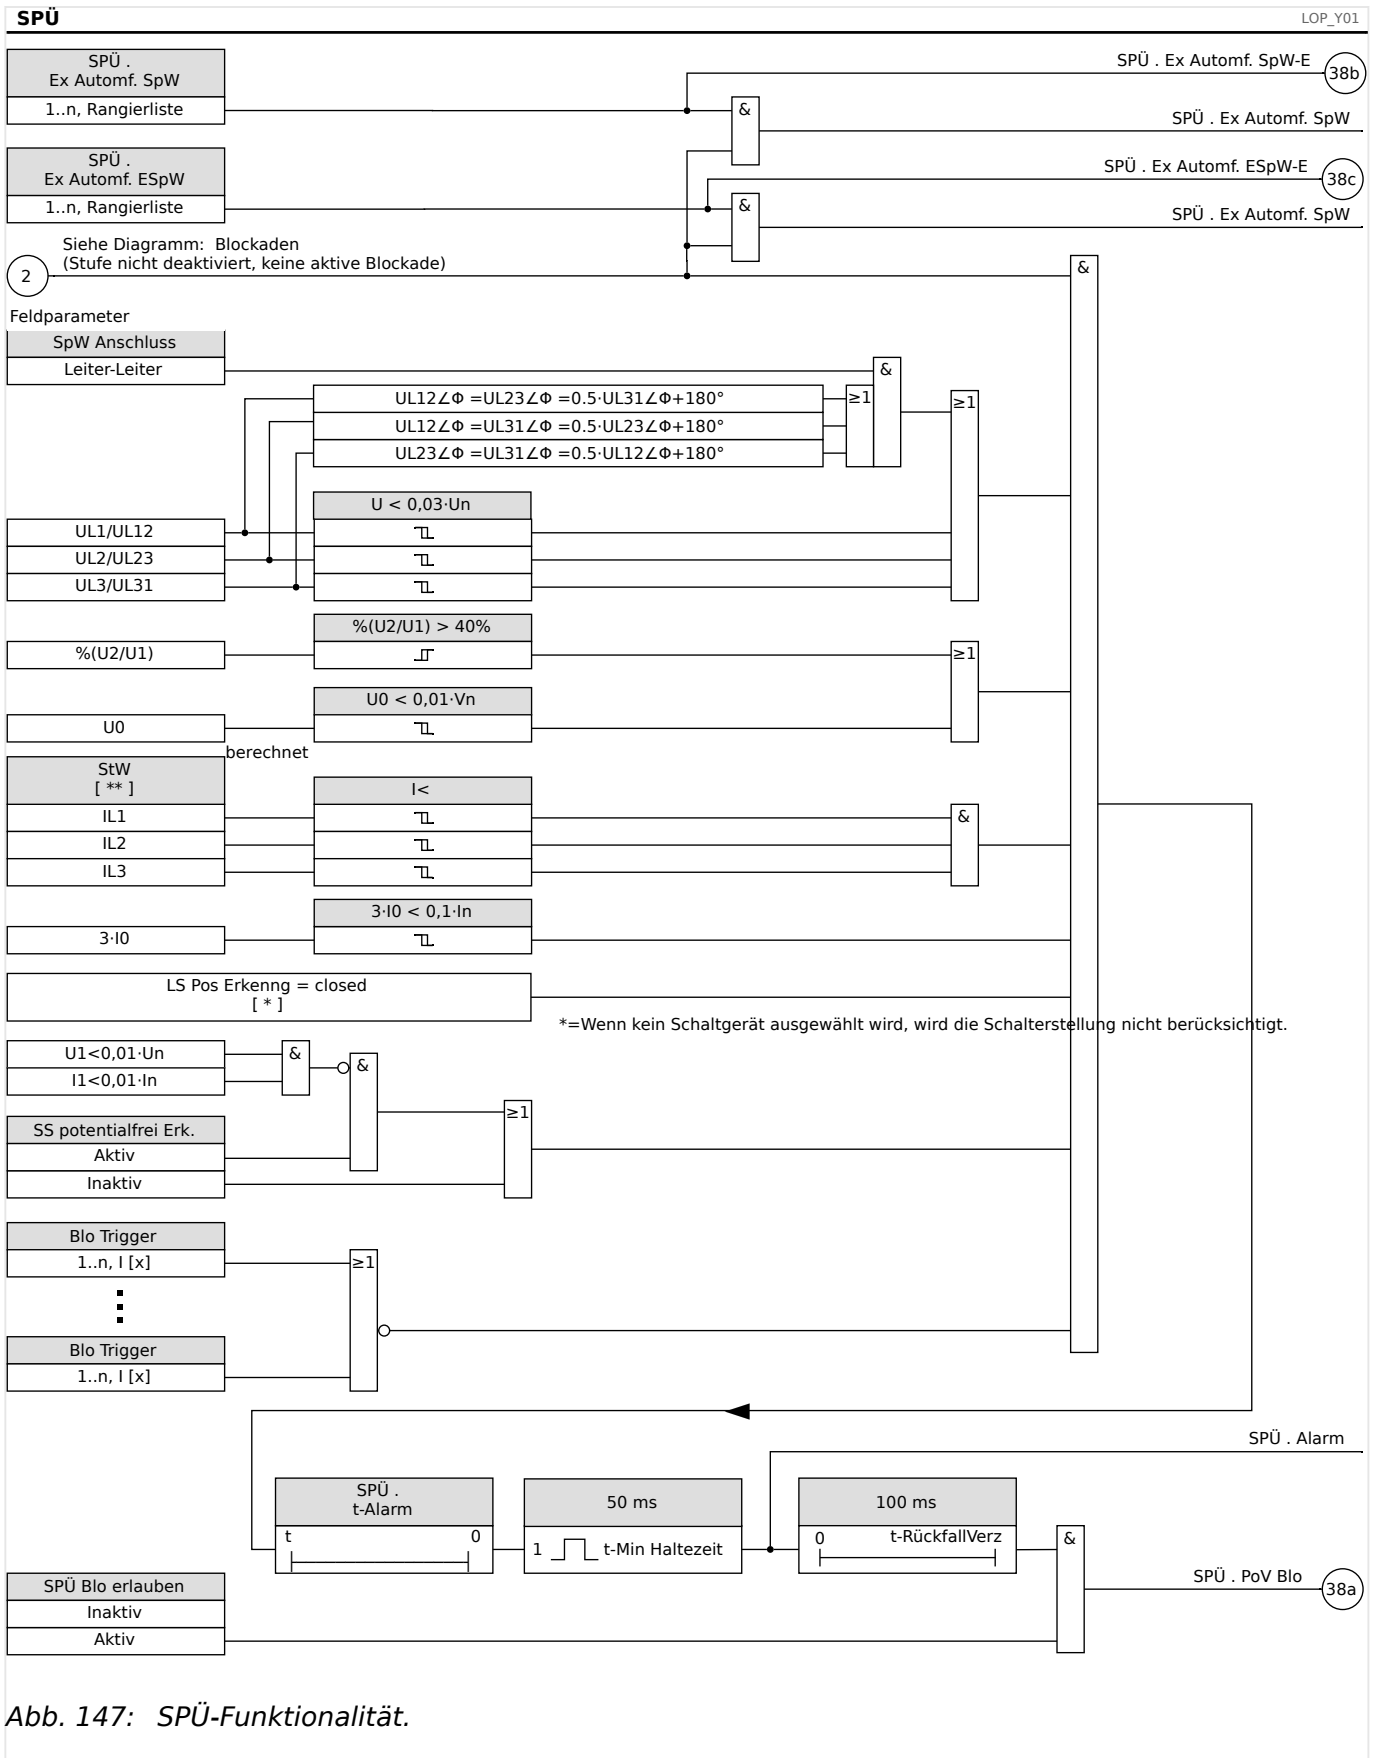 SPÜ
LOP_Y01
SPÜ .
Ex Automf. SpW
1..n, Rangierliste
SPÜ . Ex Automf. SpW-E
38b
&
SPÜ . Ex Automf. SpW
SPÜ .
Ex Automf. ESpW
1..n, Rangierliste
SPÜ . Ex Automf. ESpW-E
38c
&
SPÜ . Ex Automf. SpW
Siehe Diagramm: Blockaden
(Stufe nicht deaktiviert, keine aktive Blockade)
2
&
Feldparameter
SpW Anschluss
Leiter-Leiter
&
UL12∠Φ =UL23∠Φ =0.5·UL31∠Φ+180°
UL12∠Φ =UL31∠Φ =0.5·UL23∠Φ+180°
UL23∠Φ =UL31∠Φ =0.5·UL12∠Φ+180°
≥1
≥1
U < 0,03·Un
UL1/UL12
UL2/UL23
UL3/UL31
%(U2/U1) > 40%
%(U2/U1)
≥1
U0 < 0,01·Vn
U0
berechnet
StW
[ ** ]
I<
IL1
IL2
IL3
&
3·I0 < 0,1·In
3·I0
LS Pos Erkenng = closed
[ * ]
*=Wenn kein Schaltgerät ausgewählt wird, wird die Schalterstellung nicht berücksichtigt.
U1<0,01·Un
I1<0,01·In
&
&
SS potentialfrei Erk.
Aktiv
Inaktiv
≥1
Blo Trigger
1..n, I [x]
≥1
Blo Trigger
1..n, I [x]
SPÜ . Alarm
SPÜ .
t-Alarm
t 0
50 ms
1 t-Min Haltezeit
100 ms
0 t-RückfallVerz
&
SPÜ Blo erlauben
Inaktiv
Aktiv
SPÜ . PoV Blo
38a
Abb. 147: SPÜ-Funktionalität.